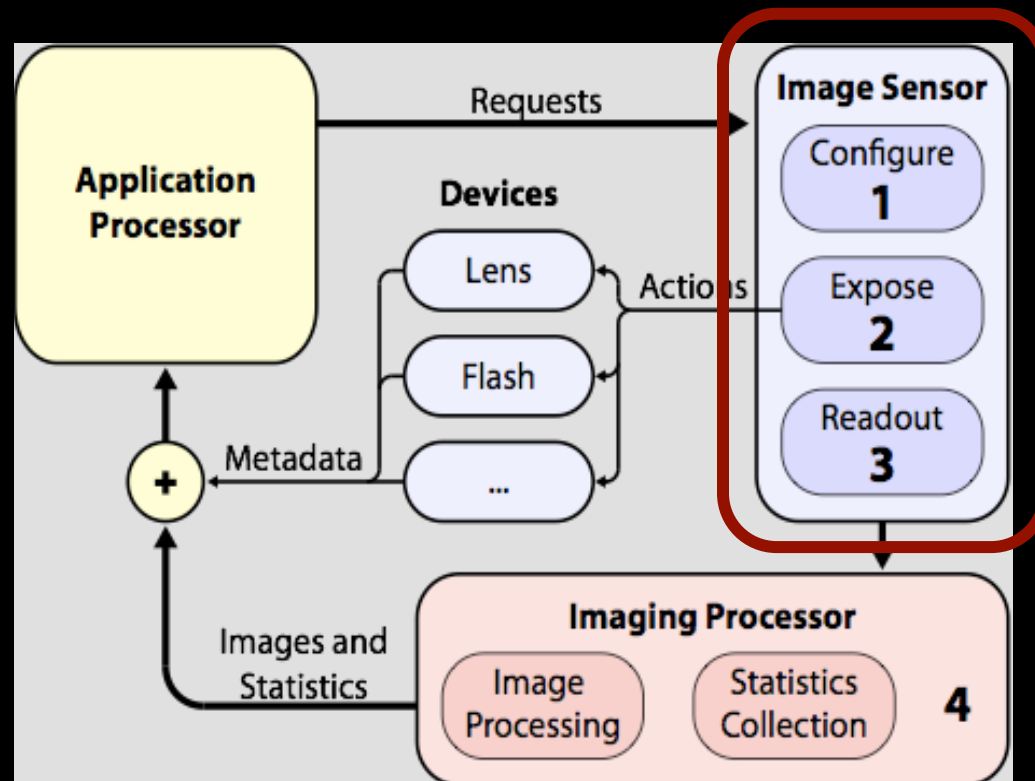 Application
Processor
Requests
Devices
Lens
Flash
...
Actions
Image Sensor
Configure
1
Expose
2
Readout
3
Metadata
+
Images and
Statistics
Imaging Processor
Image
Processing
Statistics
Collection
4